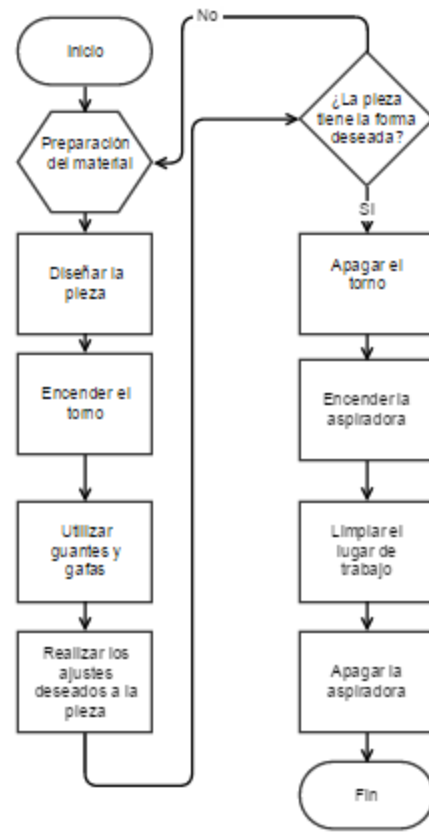 Inicio
Preparación
del material
Diseñar la
pieza
Encender el
torno
Utilizar
guantes y
gafas
Realizar los
ajustes
deseados a la
pieza
No
¿La pieza
tiene la forma
deseada?
Si
Apagar el
torno
Encender la
aspiradora
Limpiar el
lugar de
trabajo
Apagar la
aspiradora
Fin